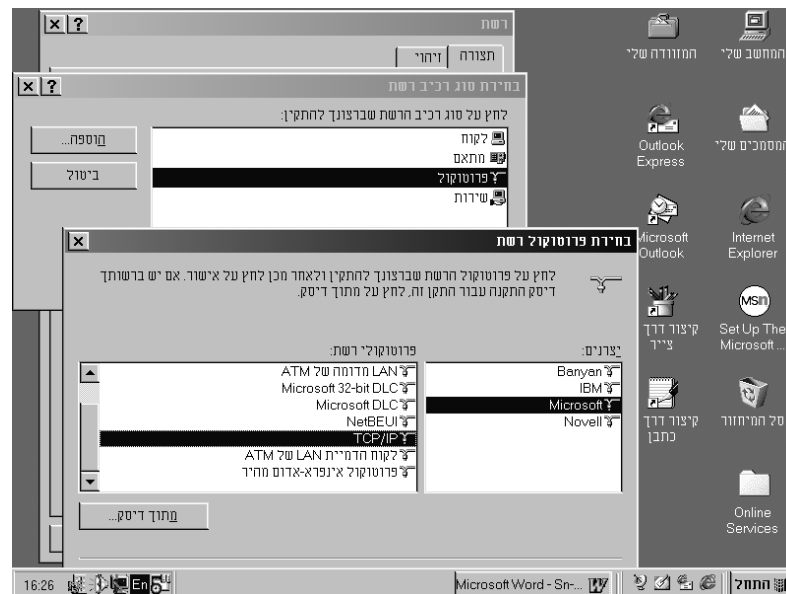 רשת
תצורה
זיהוי
בחירת סוג רכיב רשת
לחץ על סוג רכיב הרשת שברצונך להתקין:
לקוח
מתאם
פרוטוקול
שירות
הוספה...
ביטול
בחירת פרוטוקול רשת
לחץ על פרוטוקול הרשת שברצונך להתקין ולאחר מכן לחץ על אישור. אם יש ברשותך
דיסק התקנה עבור התקן זה, לחץ על מתוך דיסק.
יצרנים:
Banyan
IBM
Microsoft
Novell
פרוטוקולי רשת:
LAN מדומה של ATM
Microsoft 32-bit DLC
Microsoft DLC
NetBEUI
TCP/IP
לקוח הדמיית LAN של ATM
פרוטוקול אינפרא-אדום מהיר
מתוך דיסק...
המחשב שלי
המזוודה שלי
המסמכים שלי
Outlook
Express
Internet
Explorer
Microsoft
Outlook
MSn
Set Up The
Microsoft ...
קיצור דרך
צייר
סל המיחזור
קיצור דרך
כתבן
Online
Services
התחל
Microsoft Word - Sn-...
En
16:26